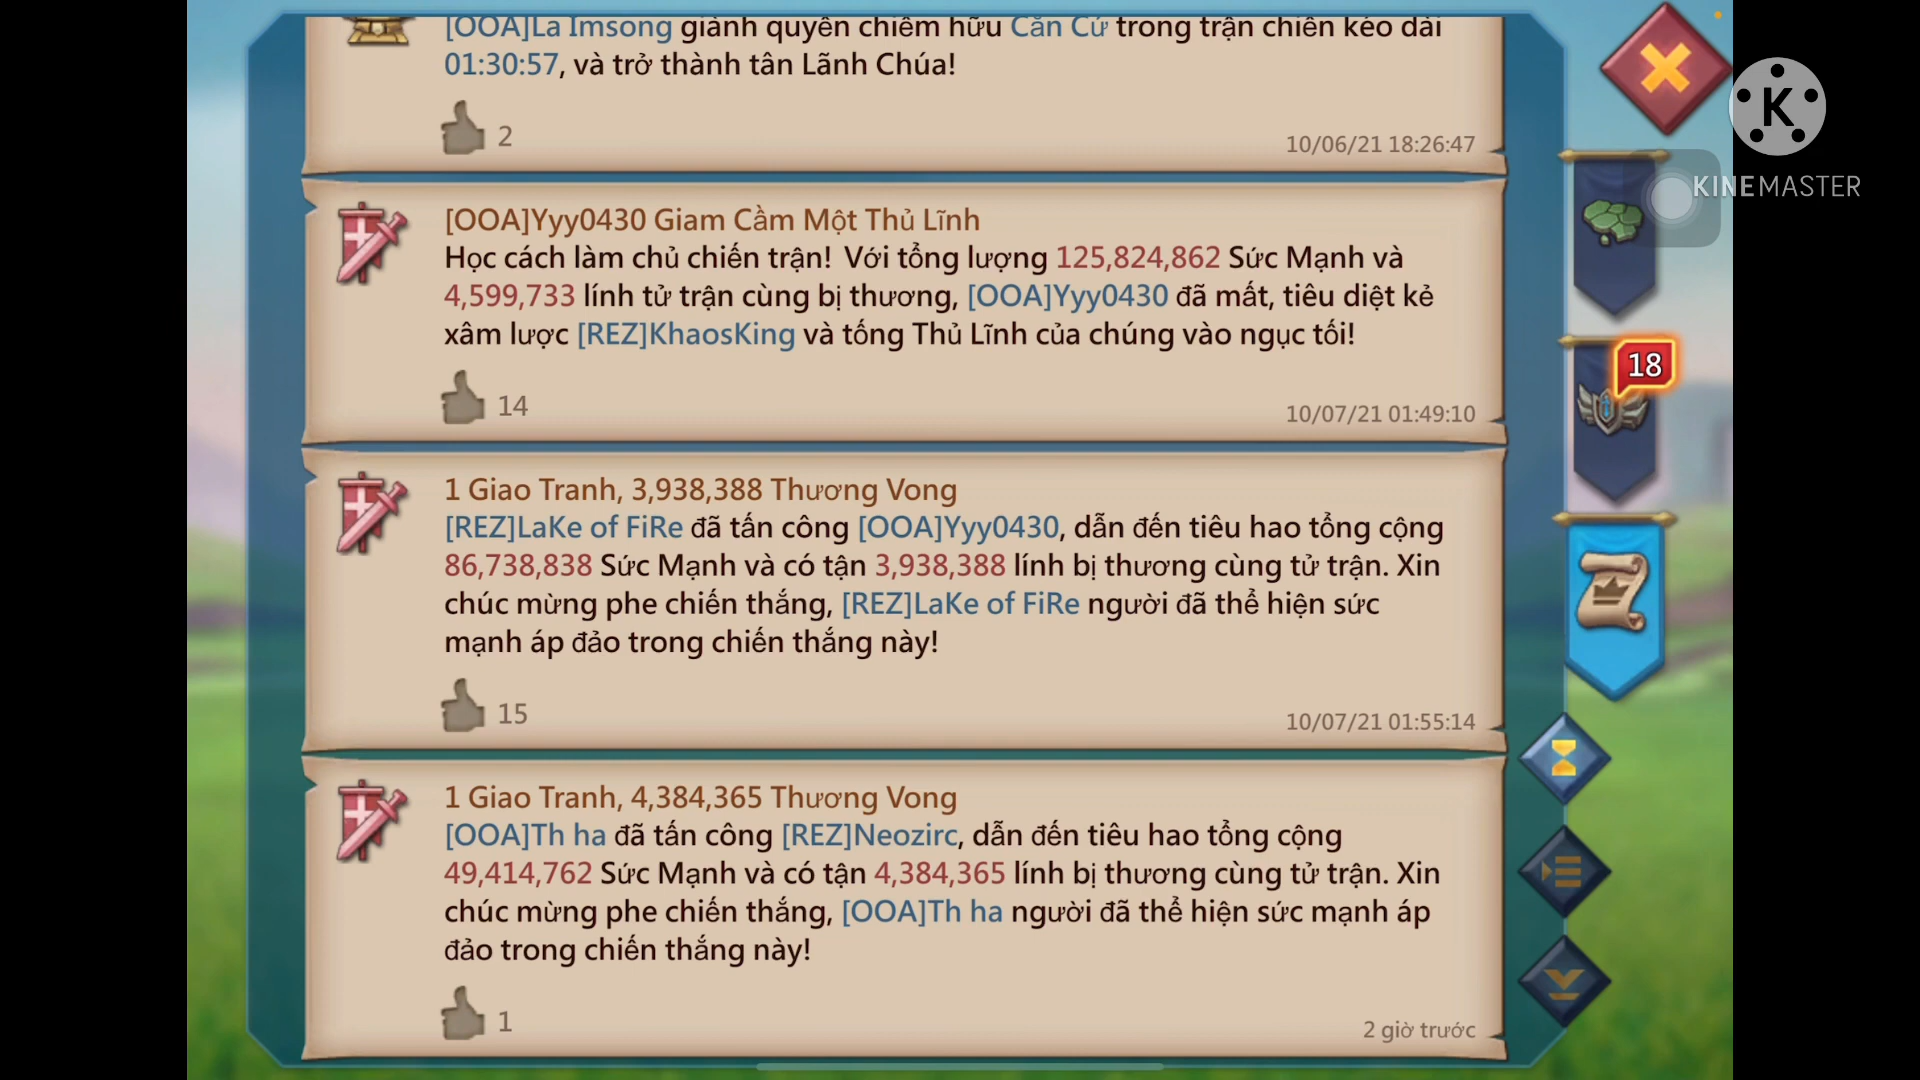 [OOA]La Imsong giành quyền chiếm hữu Căn Cứ trong trận chiến kéo dài
01:30:57, và trở thành tân Lãnh Chúa!
2
10/06/21 18:26:47
KINEMASTER
[OOA]Yyy0430 Giam Cầm Một Thủ Lĩnh
Học cách làm chủ chiến trận! Với tổng lượng 125,824,862 Sức Mạnh và
4,599,733 lính tử trận cùng bị thương, [OOA]Yyy0430 đã mất, tiêu diệt kẻ
xâm lược [REZ]KhaosKing và tống Thủ Lĩnh của chúng vào ngục tối!
14
10/07/21 01:49:10
18
1 Giao Tranh, 3,938,388 Thương Vong
[REZ]LaKe of FiRe đã tấn công [OOA]Yyy0430, dẫn đến tiêu hao tổng cộng
86,738,838 Sức Mạnh và có tận 3,938,388 lính bị thương cùng tử trận. Xin
chúc mừng phe chiến thắng, [REZ]LaKe of FiRe người đã thể hiện sức
mạnh áp đảo trong chiến thắng này!
15
10/07/21 01:55:14
1 Giao Tranh, 4,384,365 Thương Vong
[OOA]Th ha đã tấn công [REZ]Neozirc, dẫn đến tiêu hao tổng cộng
49,414,762 Sức Mạnh và có tận 4,384,365 lính bị thương cùng tử trận. Xin
chúc mừng phe chiến thắng, [OOA]Th ha người đã thể hiện sức mạnh áp
đảo trong chiến thắng này!
1
2 giờ trước